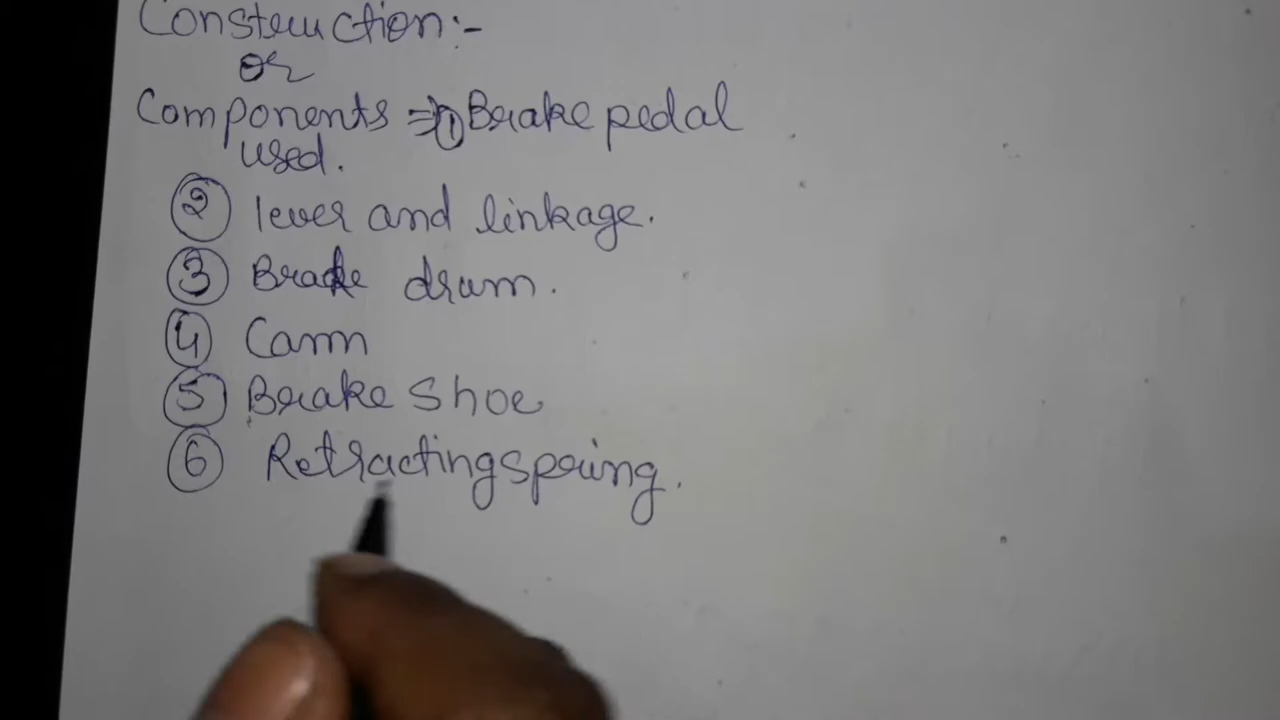 Construction:-
or
Components ⇒ ① Brake pedal
used.
② lever and linkage.
③ Brake drum.
④ Cam
⑤ Brake Shoe
⑥ Retracting spring.